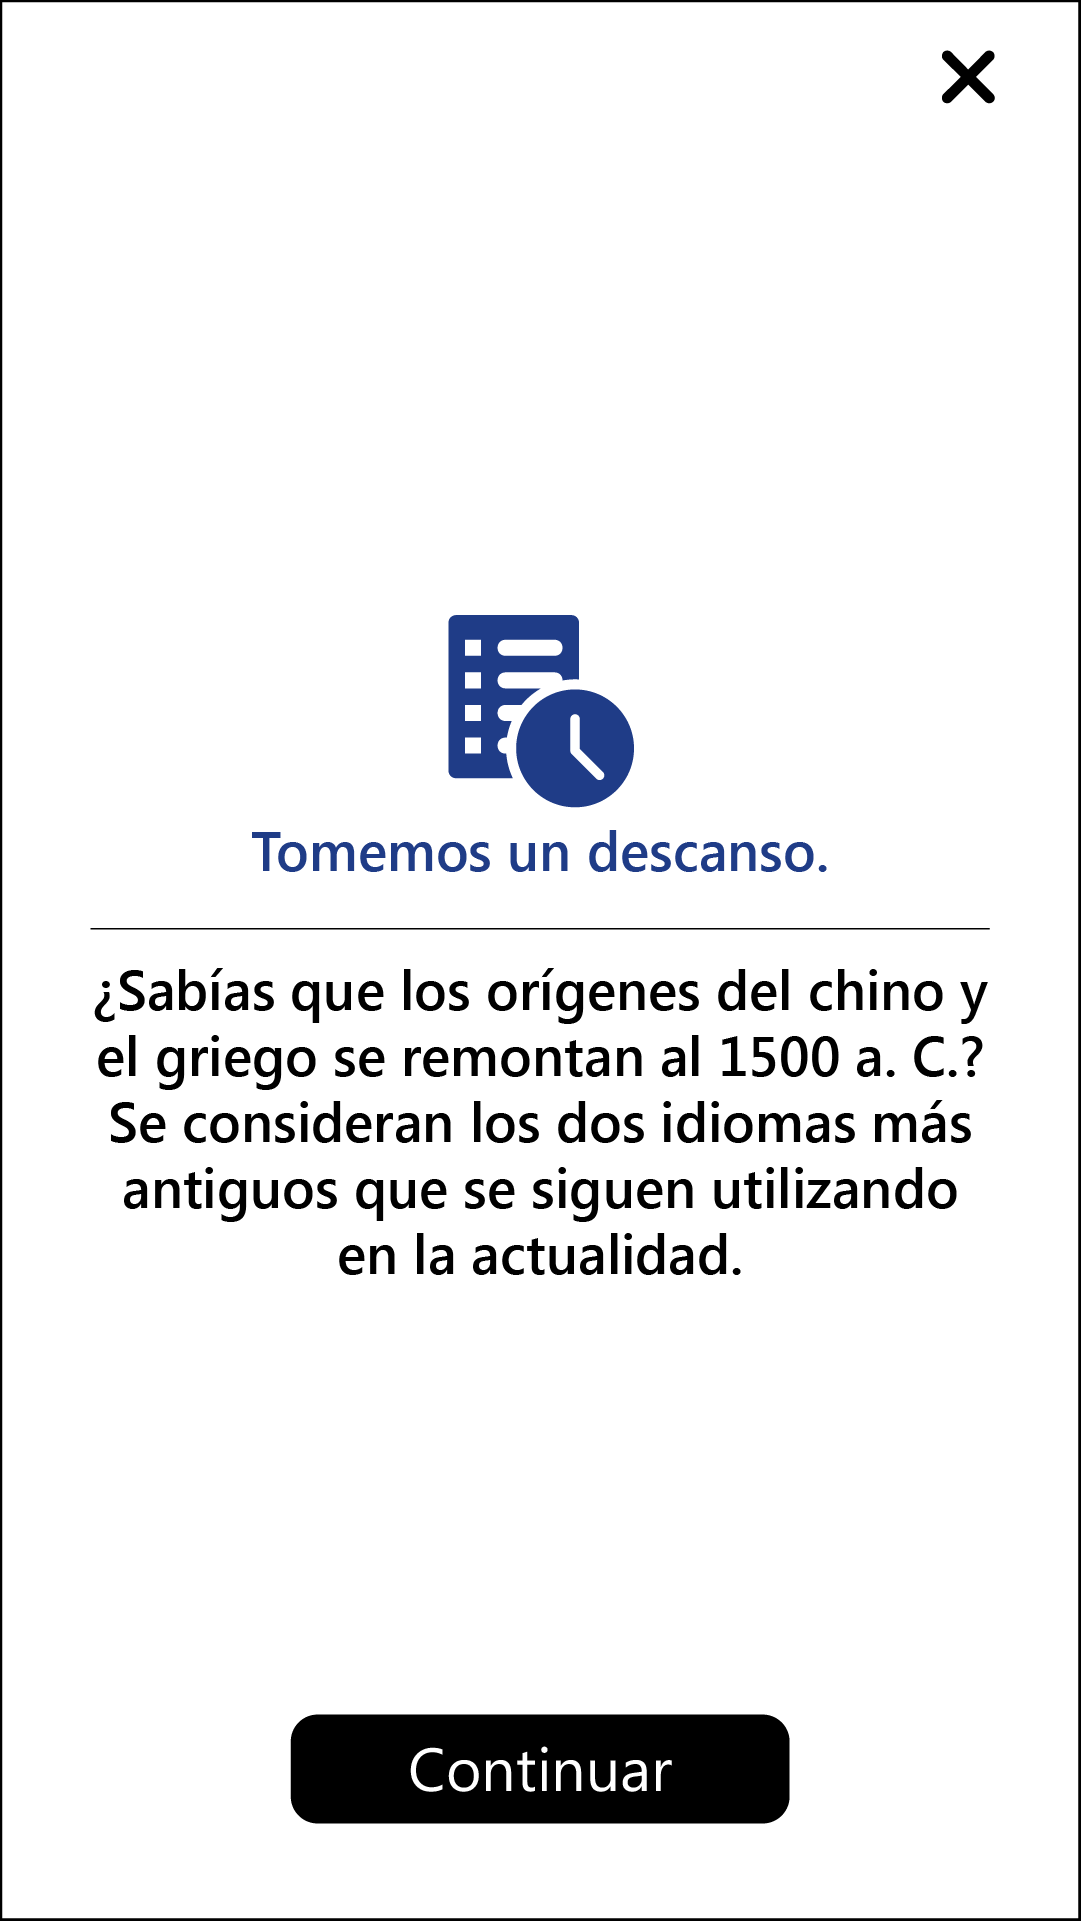 Tomemos un descanso.
¿Sabías que los orígenes del chino y
el griego se remontan al 1500 a. C.?
Se consideran los dos idiomas más
antiguos que se siguen utilizando
en la actualidad.
Continuar